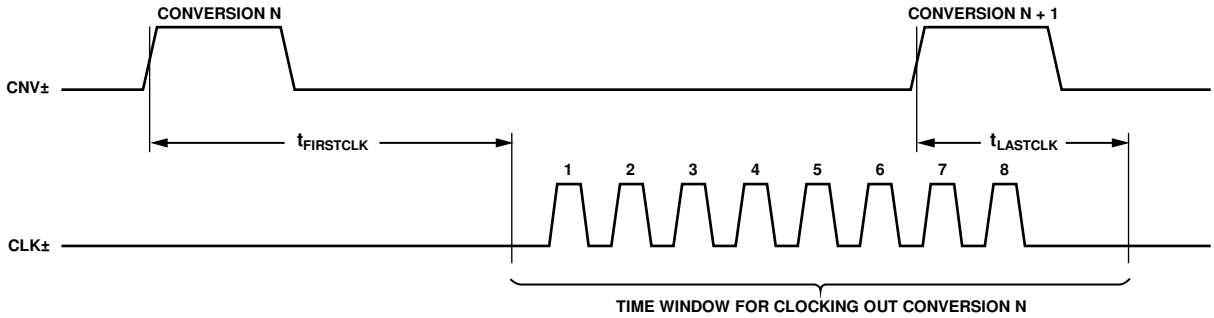 CONVERSION N
CONVERSION N + 1
CNV±
tFIRSTCLK
tLASTCLK
1 2 3 4 5 6 7 8
CLK±
TIME WINDOW FOR CLOCKING OUT CONVERSION N